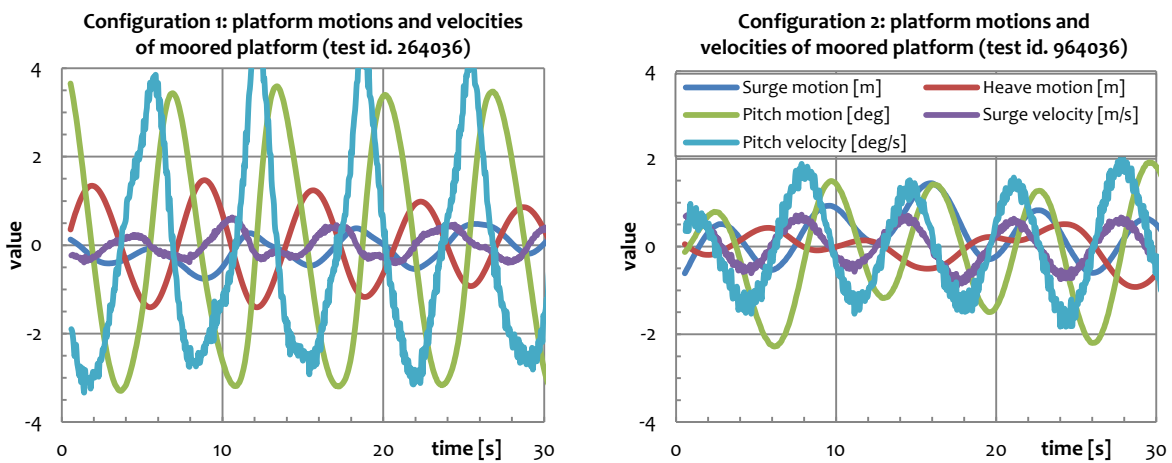 Configuration 1: platform motions and velocities
of moored platform (test id. 264036)
4
2
0
-2
-4
value
0
10
20
30
time [s]
Configuration 2: platform motions and
velocities of moored platform (test id. 964036)
Surge motion [m]
Heave motion [m]
Pitch motion [deg]
Surge velocity [m/s]
Pitch velocity [deg/s]
4
2
0
-2
-4
value
0
10
20
30
time [s]